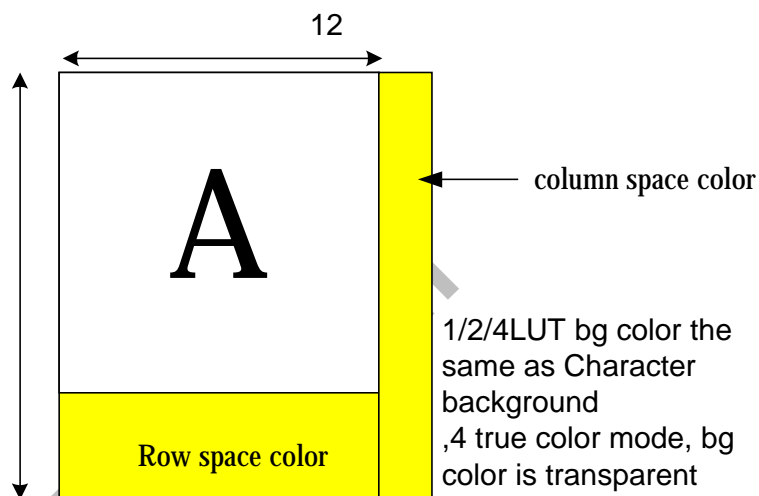 12
A
column space color
1/2/4LUT bg color the
same as Character
background
,4 true color mode, bg
color is transparent
Row space color